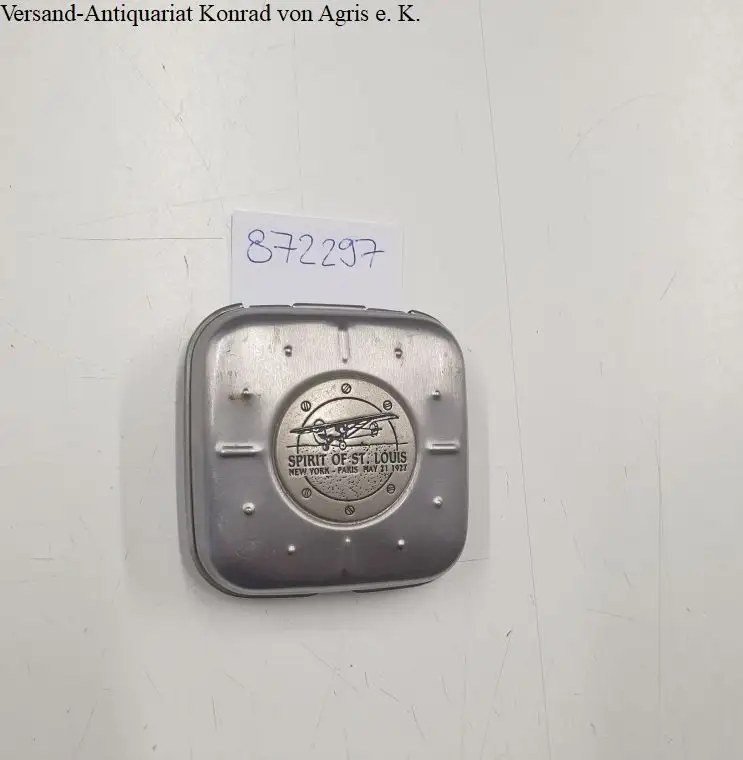 Versand-Antiquariat Konrad von Agris e. K.
872297
SPIRIT OF ST. LOUIS
NEW YORK - PARIS MAY 21 1927